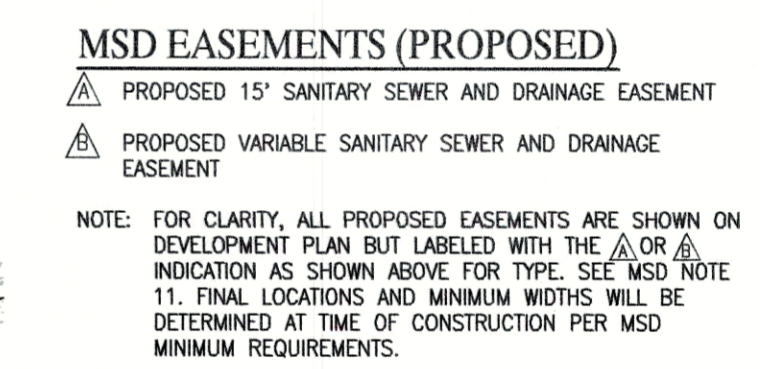 MSD EASEMENTS (PROPOSED)
A PROPOSED 15' SANITARY SEWER AND DRAINAGE EASEMENT
B PROPOSED VARIABLE SANITARY SEWER AND DRAINAGE
EASEMENT
NOTE: FOR CLARITY, ALL PROPOSED EASEMENTS ARE SHOWN ON
DEVELOPMENT PLAN BUT LABELED WITH THE A OR B
INDICATION AS SHOWN ABOVE FOR TYPE. SEE MSD NOTE
11. FINAL LOCATIONS AND MINIMUM WIDTHS WILL BE
DETERMINED AT TIME OF CONSTRUCTION PER MSD
MINIMUM REQUIREMENTS.